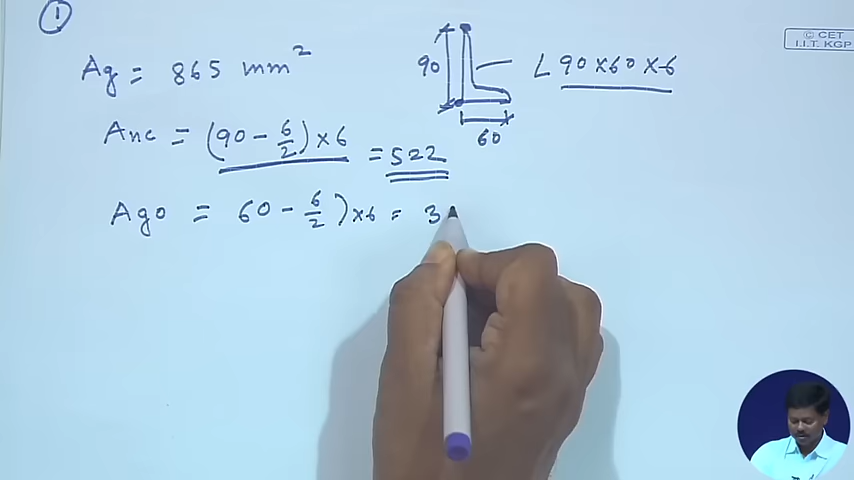 ①
© CET
I.I.T. KGP
Ag = 865 mm²
90
L 90 x 60 x 6
60
Anc = (90 - 6/2) x 6 = 522
Ago = 60 - 6/2) x 6 = 3